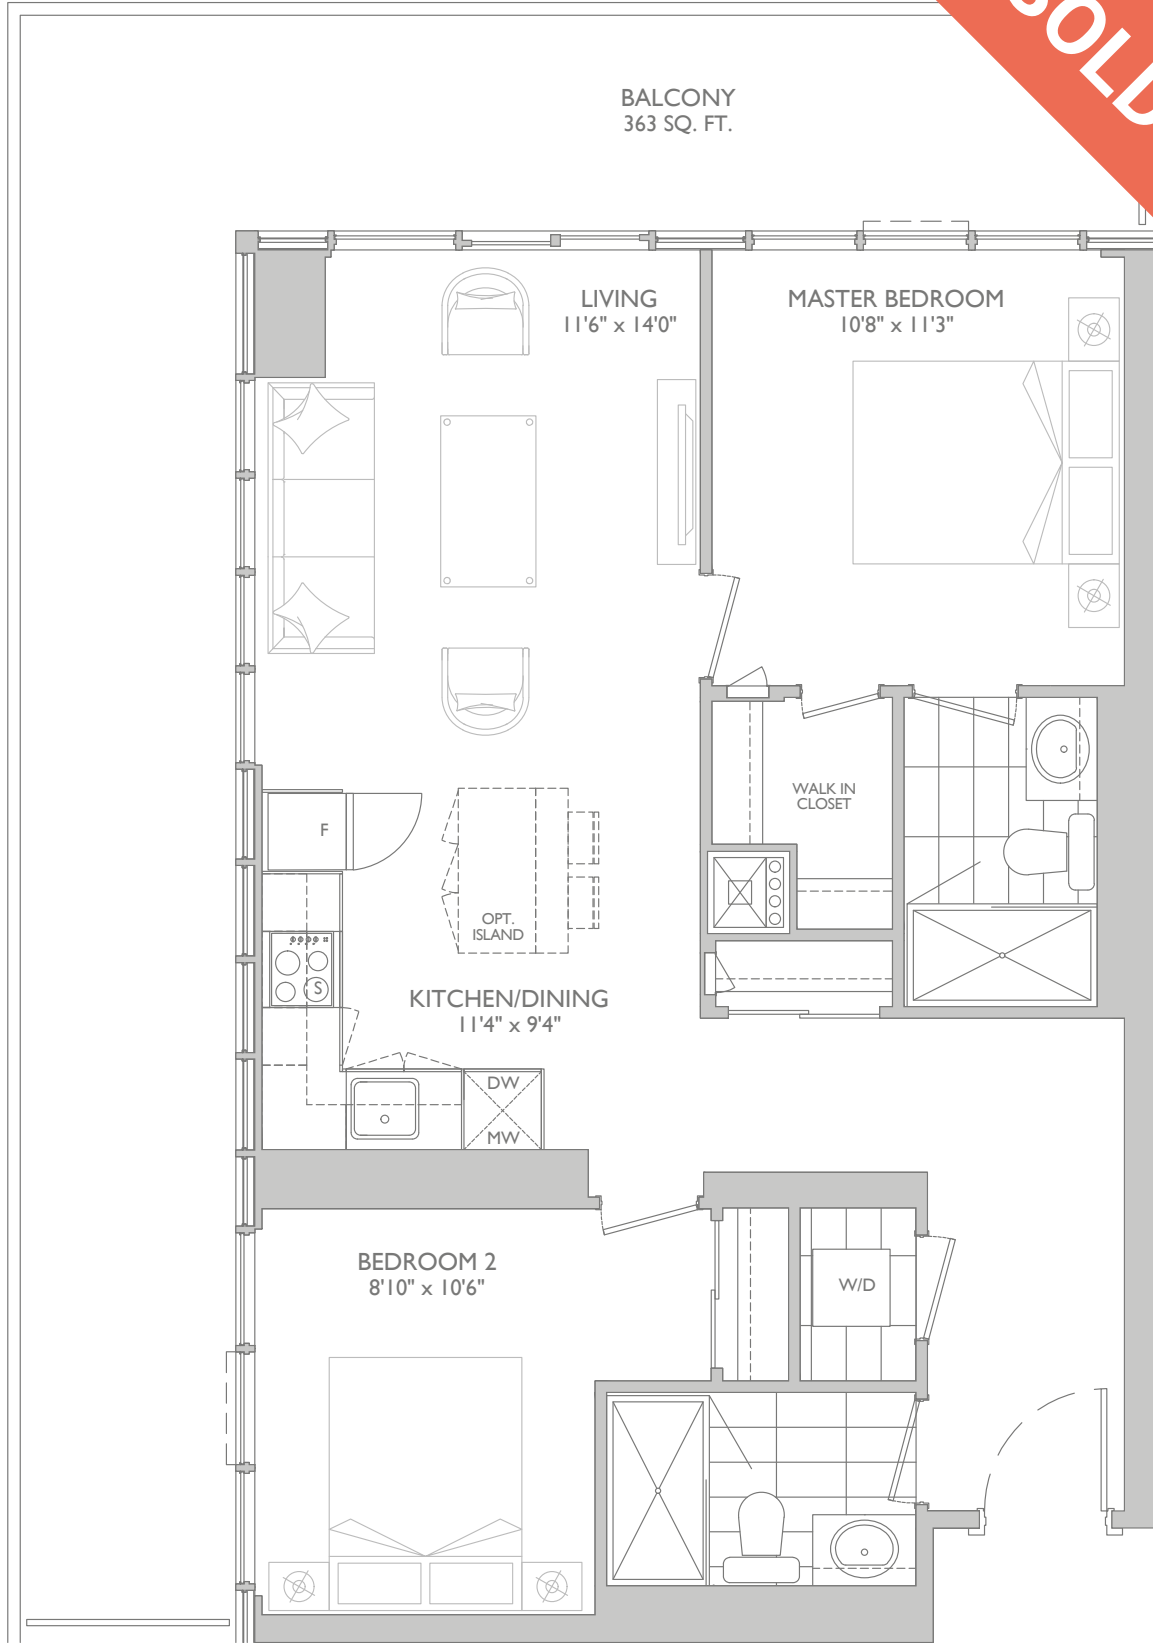 SOLD
BALCONY
363 SQ. FT.
LIVING
11'6" x 14'0"
MASTER BEDROOM
10'8" x 11'3"
WALK IN
CLOSET
F
OPT.
ISLAND
S
KITCHEN/DINING
11'4" x 9'4"
DW
MW
BEDROOM 2
8'10" x 10'6"
W/D